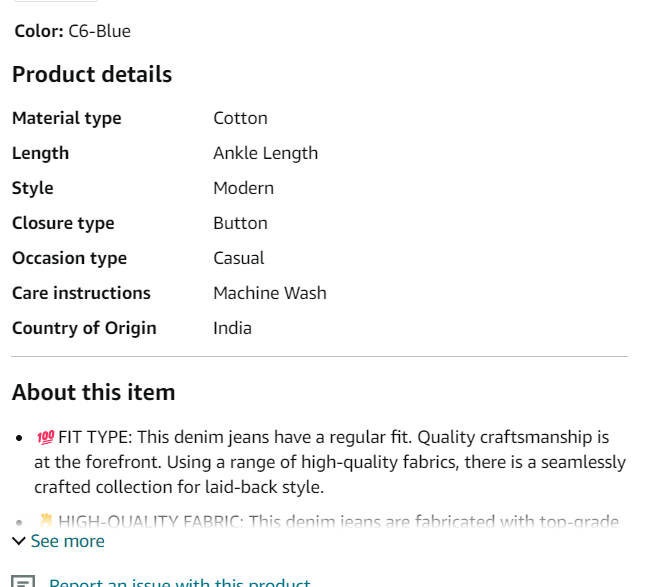 Color: C6-Blue
Product details
Material type Cotton
Length Ankle Length
Style Modern
Closure type Button
Occasion type Casual
Care instructions Machine Wash
Country of Origin India
About this item
• 💯 FIT TYPE: This denim jeans have a regular fit. Quality craftsmanship is
at the forefront. Using a range of high-quality fabrics, there is a seamlessly
crafted collection for laid-back style.
• 👌 HIGH-QUALITY FABRIC: This denim jeans are fabricated with top-grade
See more
Report an issue with this product